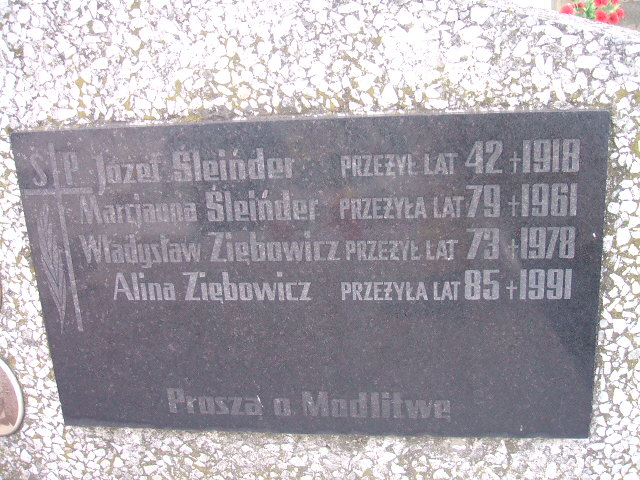 Ś†P Józef Śleińder PRZEŻYŁ LAT 42 † 1918
Marcjanna Śleińder PRZEŻYŁA LAT 79 † 1961
Władysław Ziębowicz PRZEŻYŁ LAT 73 † 1978
Alina Ziębowicz PRZEŻYŁA LAT 85 † 1991
Proszą o Modlitwę